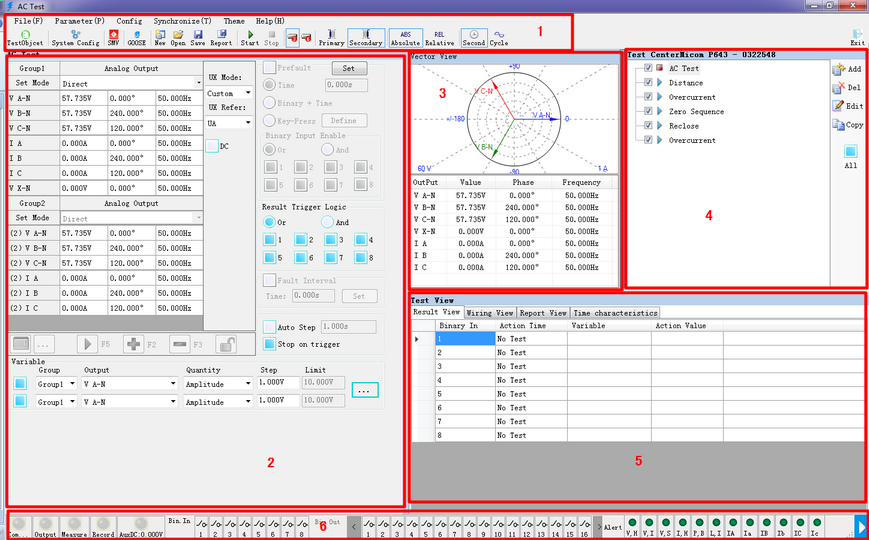 AC Test
File(F) Parameter(P) Config Synchronize(T) Theme Help(H)
1
TestObject System Config SMV GOOSE New Open Save Report Start Stop Primary Secondary ABS Absolute REL Relative Second Cycle Exit
Group1 Analog Output
Set Mode Direct
V A-N 57.735V 0.000° 50.000Hz
V B-N 57.735V 240.000° 50.000Hz
V C-N 57.735V 120.000° 50.000Hz
I A 0.000A 0.000° 50.000Hz
I B 0.000A 240.000° 50.000Hz
I C 0.000A 120.000° 50.000Hz
V X-N 0.000V 0.000° 50.000Hz
Group2 Analog Output
Set Mode Direct
(2) V A-N 57.735V 0.000° 50.000Hz
(2) V B-N 57.735V 240.000° 50.000Hz
(2) V C-N 57.735V 120.000° 50.000Hz
(2) I A 0.000A 0.000° 50.000Hz
(2) I B 0.000A 240.000° 50.000Hz
(2) I C 0.000A 120.000° 50.000Hz
... F5 F2 F3
UX Mode:
Custom
UX Refer:
UA
DC
Prefault Set
Time 0.000s
Binary + Time
Key-Press Define
Binary Input Enable
Or And
1 2 3 4
5 6 7 8
Result Trigger Logic
Or And
1 2 3 4
5 6 7 8
Fault Interval
Time: 0.000s Set
Auto Step 1.000s
Stop on trigger
Variable
Group Output Quantity Step Limit
Group1 V A-N Amplitude 1.000V 10.000V
Group1 V A-N Amplitude 1.000V 10.000V
...
2
Vector View
3
+90
V C-N
+/-180
V A-N
0
V B-N
-90
60 V
1 A
OutPut Value Phase Frequency
V A-N 57.735V 0.000° 50.000Hz
V B-N 57.735V 240.000° 50.000Hz
V C-N 57.735V 120.000° 50.000Hz
V X-N 0.000V 0.000° 50.000Hz
I A 0.000A 0.000° 50.000Hz
I B 0.000A 240.000° 50.000Hz
I C 0.000A 120.000° 50.000Hz
Test CenterMicom P643 - 0322548
AC Test
Distance
Overcurrent
Zero Sequence
Reclose
Overcurrent
Add
Del
Edit
Copy
All
4
Test View
Result View Wiring View Report View Time characteristics
Binary In Action Time Variable Action Value
1 No Test
2 No Test
3 No Test
4 No Test
5 No Test
6 No Test
7 No Test
8 No Test
5
Com... Output Measure Record AuxDC:0.000V
Bin. In 1 2 3 4 5 6 7 8
6
Out 1 2 3 4 5 6 7 8 9 10 11 12 13 14 15 16
Alert V,H V,I V,S I,H P,B L,I IA Ia IB Ib IC Ic